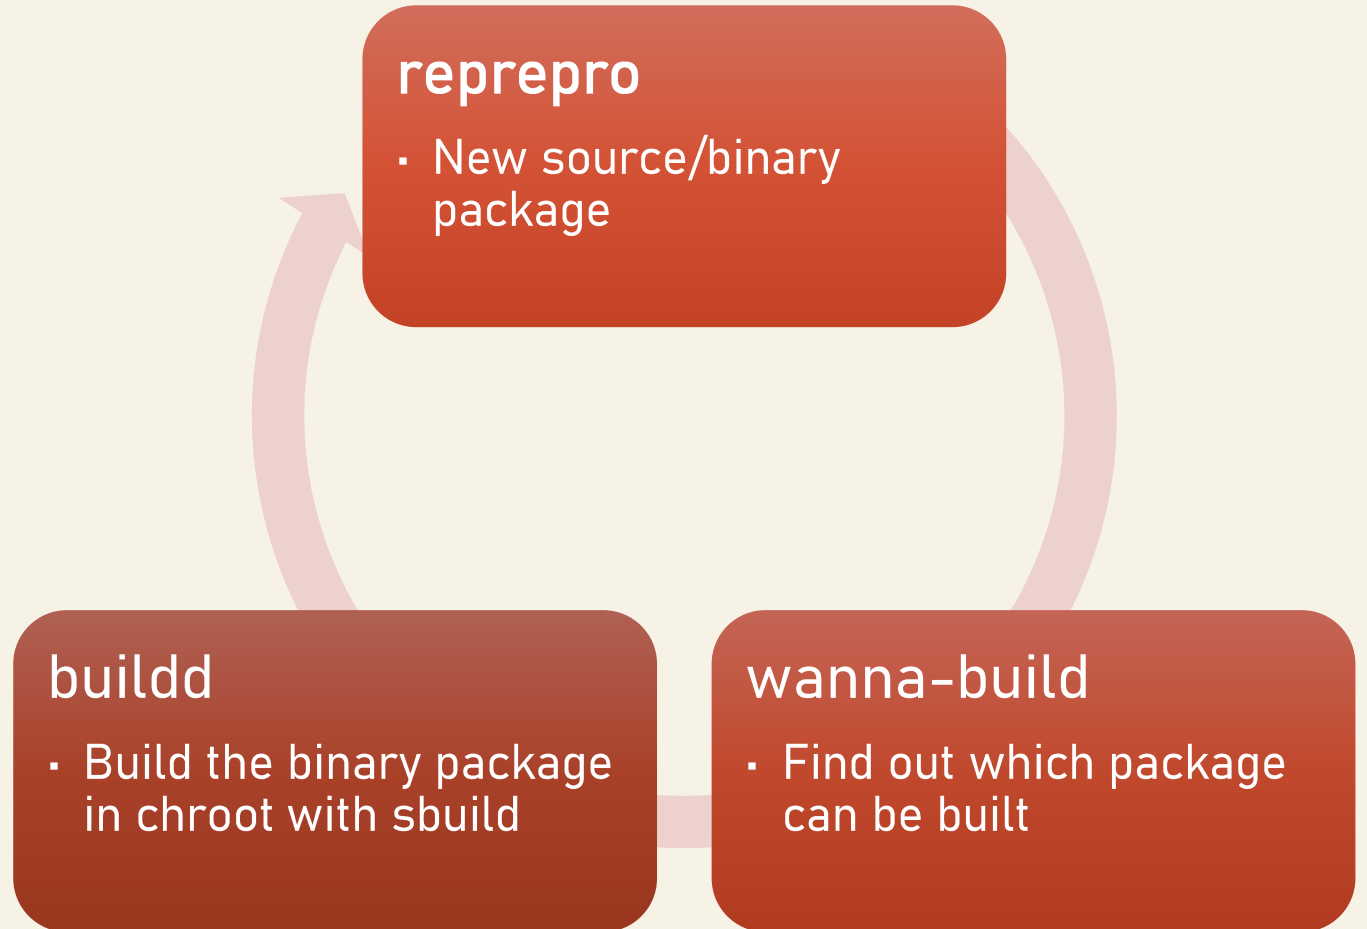 reprepro
▪ New source/binary
package
buildd
▪ Build the binary package
in chroot with sbuild
wanna-build
▪ Find out which package
can be built